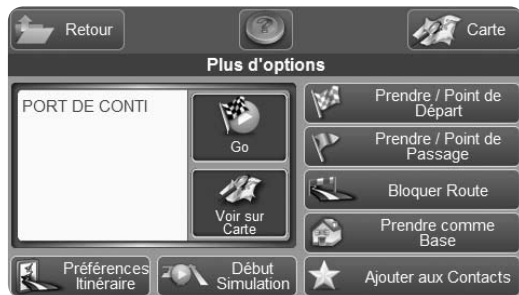 Retour
Carte
Plus d'options
PORT DE CONTI
Go
Voir sur
Carte
Prendre / Point de
Départ
Prendre / Point de
Passage
Bloquer Route
Prendre comme
Base
Préférences
Itinéraire
Début
Simulation
Ajouter aux Contacts